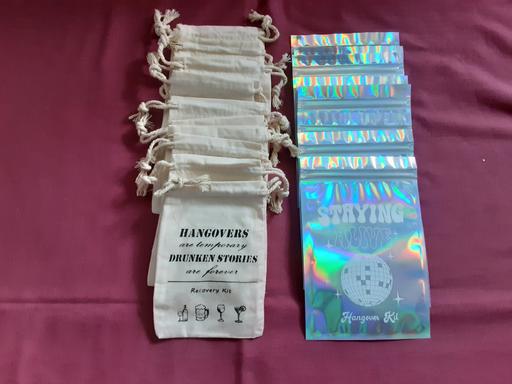 HANGOVERS
are temporary
DRUNKEN STORIES
are forever
Recovery Kit
STAYING
ALIVE
Hangover Kit